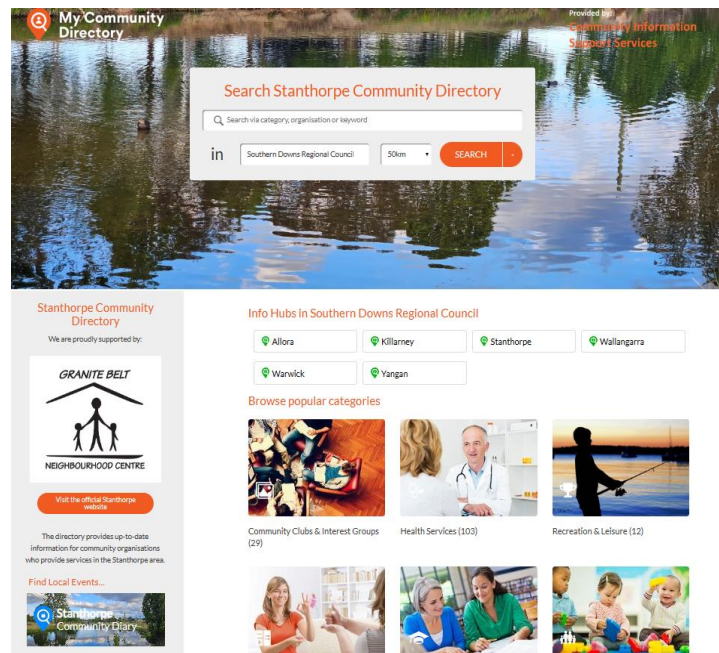 My Community
Directory
Provided by:
Community Information
Support Services
Search Stanthorpe Community Directory
Search via category, organisation or keyword
in
Southern Downs Regional Council
50km
SEARCH
Stanthorpe Community
Directory
We are proudly supported by:
GRANITE BELT
NEIGHBOURHOOD CENTRE
Visit the official Stanthorpe
website
The directory provides up-to-date
information for community organisations
who provide services in the Stanthorpe area.
Find Local Events...
Stanthorpe
Community Diary
Info Hubs in Southern Downs Regional Council
Allora
Killarney
Stanthorpe
Wallangarra
Warwick
Yangan
Browse popular categories
Community Clubs & Interest Groups
(29)
Health Services (103)
Recreation & Leisure (12)